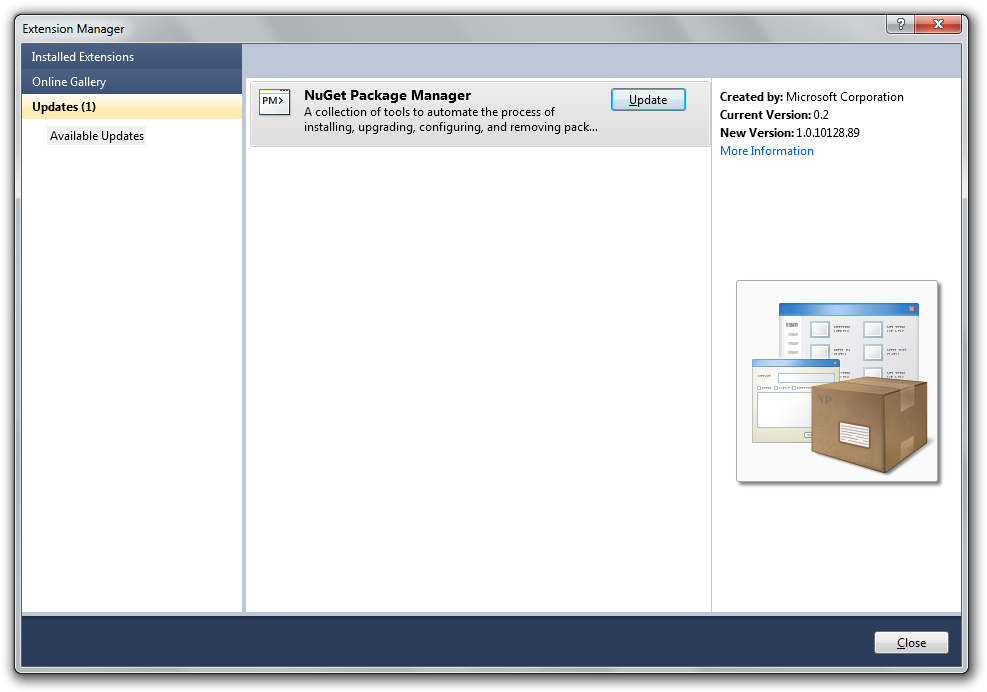 Extension Manager
?
Installed Extensions
Online Gallery
Updates (1)
Available Updates
PM>
NuGet Package Manager
A collection of tools to automate the process of
installing, upgrading, configuring, and removing pack...
Update
Created by: Microsoft Corporation
Current Version: 0.2
New Version: 1.0.10128.89
More Information
NP
Close